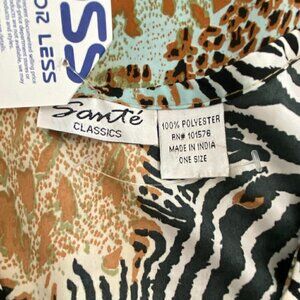 SS
OR LESS
Santé
CLASSICS
100% POLYESTER
RN# 101576
MADE IN INDIA
ONE SIZE